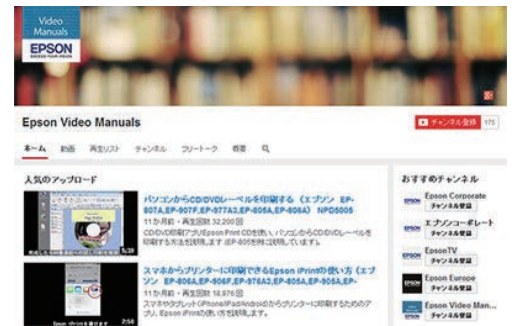 Video
Manuals
EPSON
EXCEED YOUR VISION
Epson Video Manuals
チャンネル登録 175
ホーム 動画 再生リスト チャンネル フリートーク 概要
人気のアップロード
パソコンからCD/DVDレーベルを印刷する (エプソン EP-
807A,EP-907F,EP-977A3,EP-805A,EP-806A) NPD5005
11 か月前・再生回数 32,200 回
CD/DVD印刷アプリEpson Print CDを使い、パソコンからCD/DVDレーベルを
印刷する方法を説明します (EP-805を例に説明しています)。
5:39
スマホからプリンターに印刷できるEpson iPrintの使い方 (エプ
ソン EP-806A,EP-906F,EP-976A3,EP-805A,EP-905A-
11 か月前・再生回数 18,976 回
スマホやタブレット(iPhone/iPad/Android)からプリンターに印刷するためのア
プリ、Epson iPrintの使い方を説明します。
Epson iPrintを選びます
2:58
おすすめチャンネル
Epson Corporate
チャンネル登録
エプソンコーポレート
チャンネル登録
EpsonTV
チャンネル登録
Epson Europe
チャンネル登録
Epson Video Man...
チャンネル登録